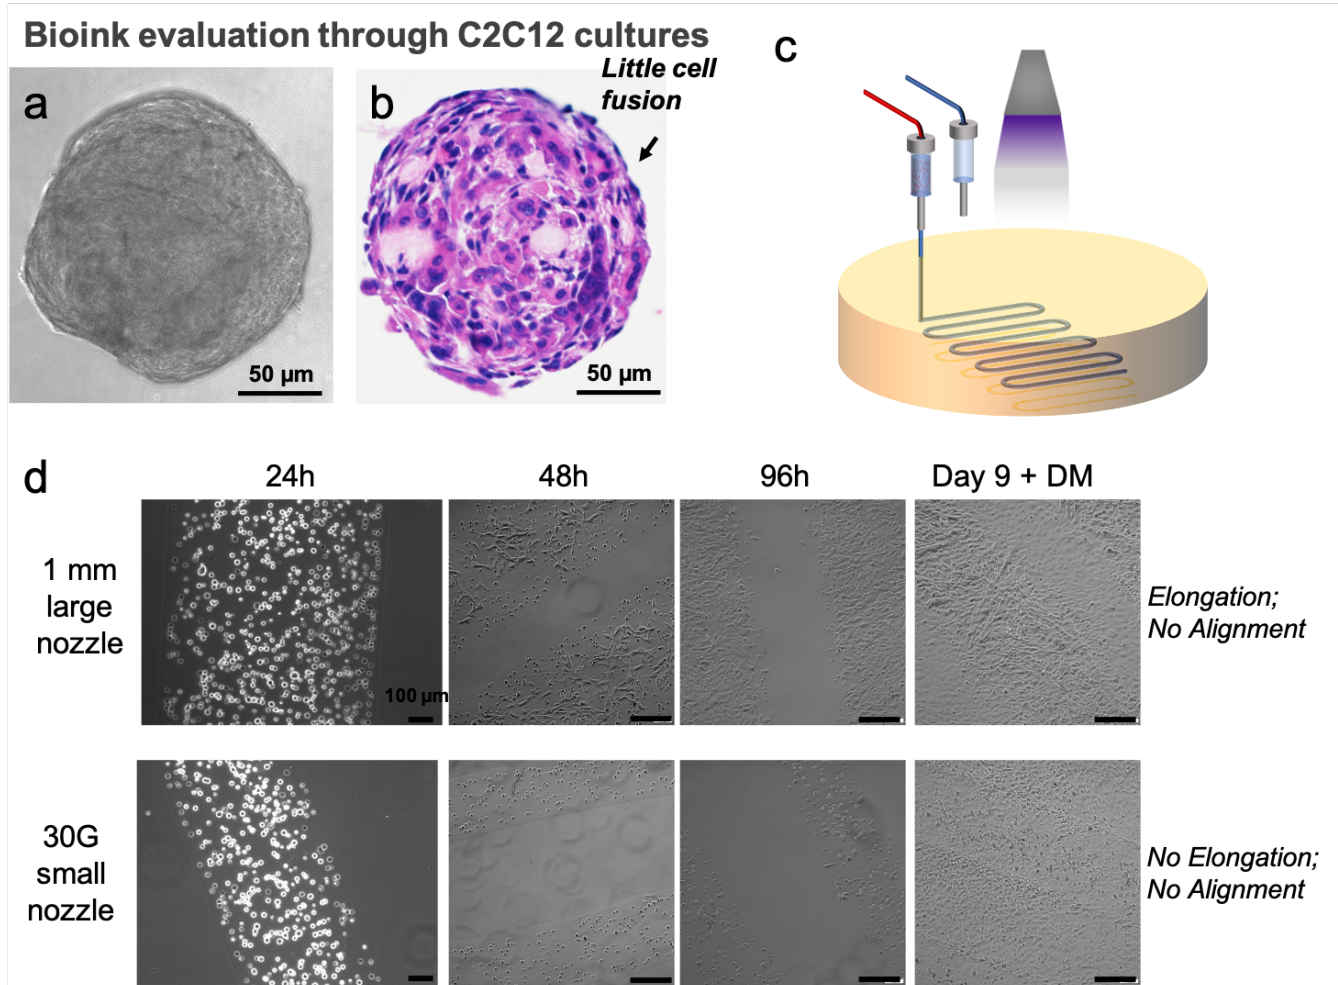 Bioink evaluation through C2C12 cultures
a
50 µm
b
Little cell
fusion
50 µm
c
d
24h
48h
96h
Day 9 + DM
1 mm
large
nozzle
100 µm
Elongation;
No Alignment
30G
small
nozzle
No Elongation;
No Alignment